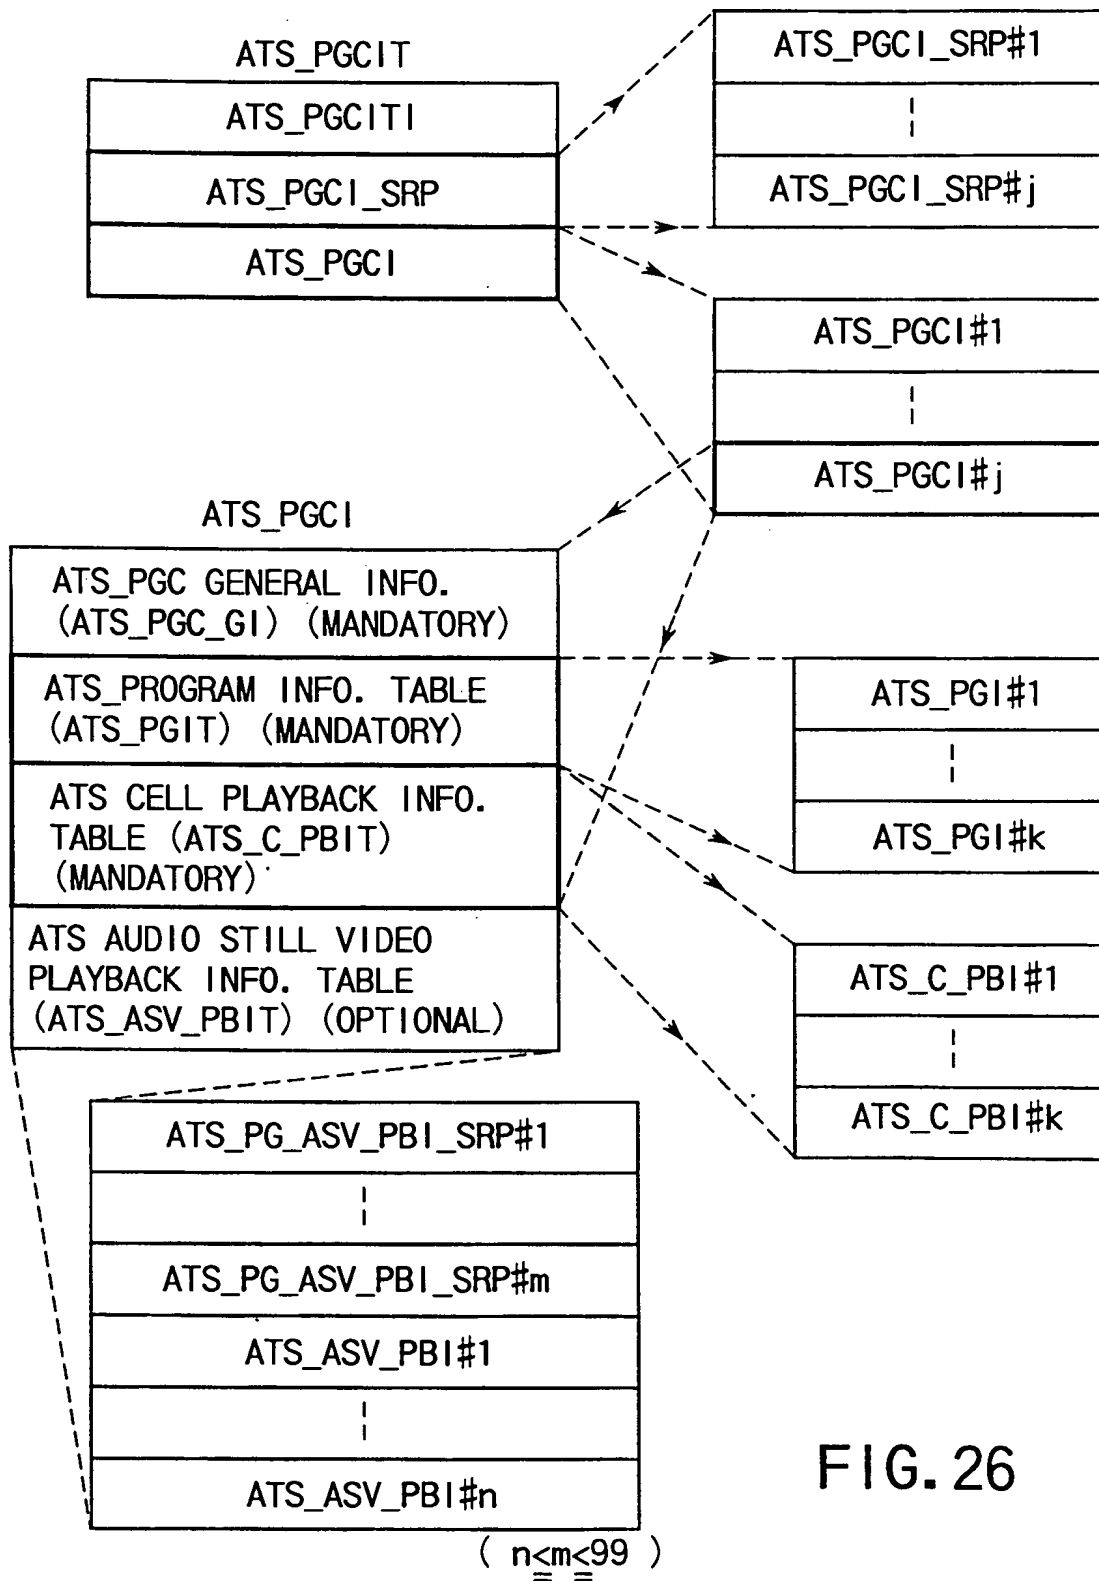 ATS_PGCIT
ATS_PGCITI
ATS_PGCI_SRP
ATS_PGCI
ATS_PGCI_SRP#1
ATS_PGCI_SRP#j
ATS_PGCI#1
ATS_PGCI#j
ATS_PGCI
ATS_PGC GENERAL INFO.
(ATS_PGC_GI) (MANDATORY)
ATS_PROGRAM INFO. TABLE
(ATS_PGIT) (MANDATORY)
ATS CELL PLAYBACK INFO.
TABLE (ATS_C_PBIT)
(MANDATORY)
ATS AUDIO STILL VIDEO
PLAYBACK INFO. TABLE
(ATS_ASV_PBIT) (OPTIONAL)
ATS_PGI#1
ATS_PGI#k
ATS_C_PBI#1
ATS_C_PBI#k
ATS_PG_ASV_PBI_SRP#1
ATS_PG_ASV_PBI_SRP#m
ATS_ASV_PBI#1
ATS_ASV_PBI#n
(n≦m≦99)
FIG. 26